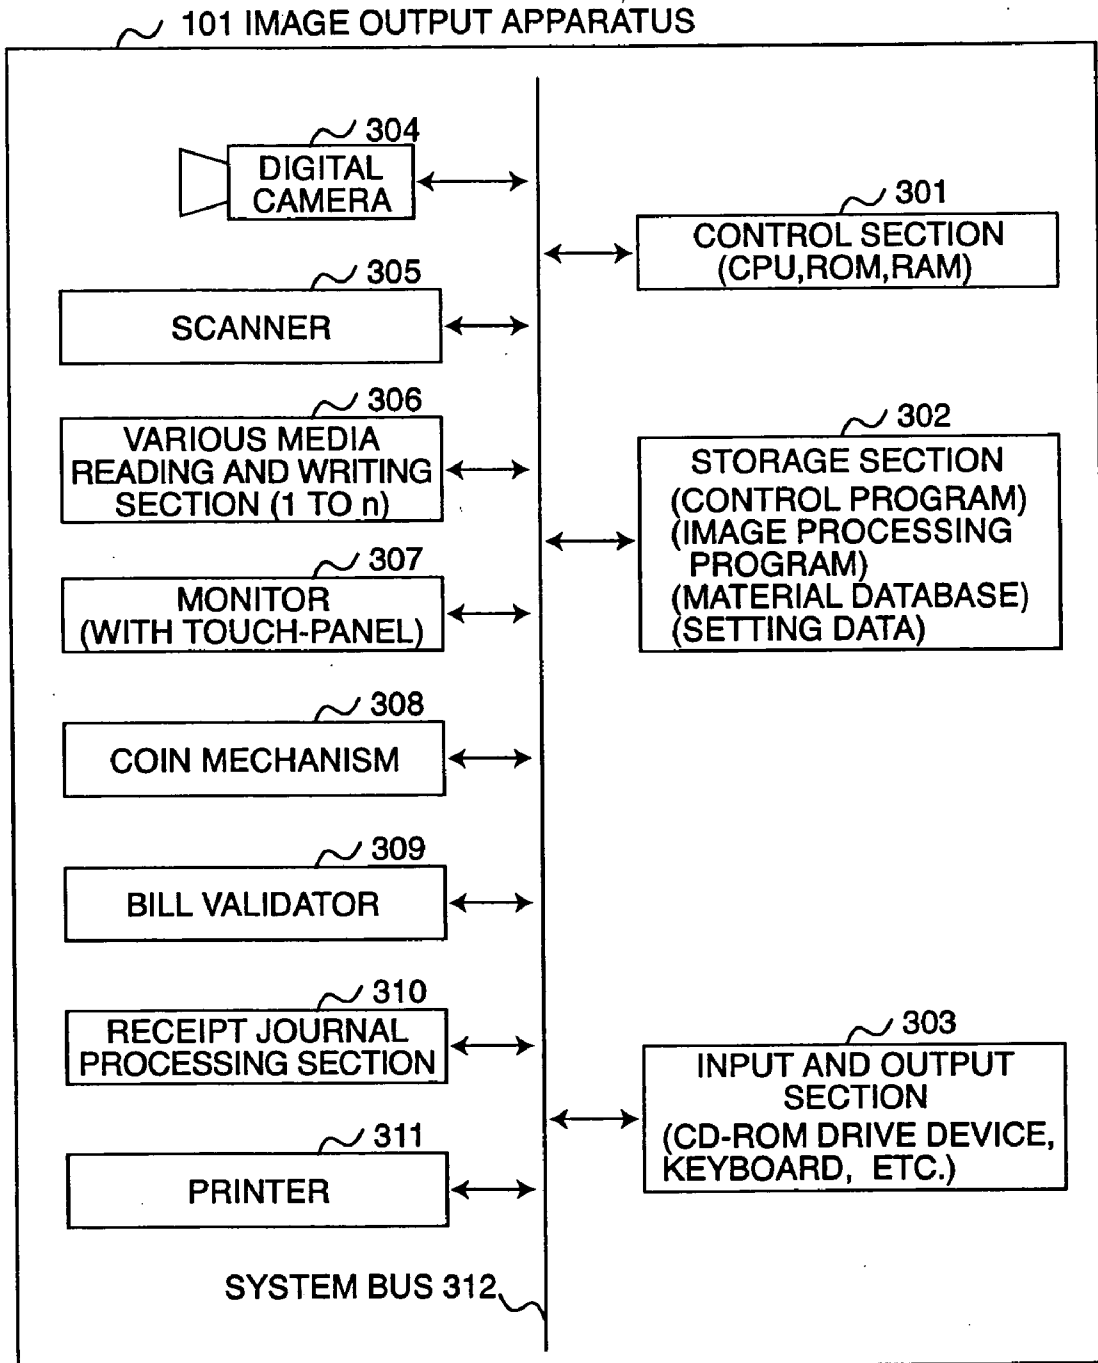 101 IMAGE OUTPUT APPARATUS
304
DIGITAL
CAMERA
301
CONTROL SECTION
(CPU,ROM,RAM)
305
SCANNER
306
VARIOUS MEDIA
READING AND WRITING
SECTION (1 TO n)
302
STORAGE SECTION
(CONTROL PROGRAM)
(IMAGE PROCESSING
PROGRAM)
(MATERIAL DATABASE)
(SETTING DATA)
307
MONITOR
(WITH TOUCH-PANEL)
308
COIN MECHANISM
309
BILL VALIDATOR
310
RECEIPT JOURNAL
PROCESSING SECTION
303
INPUT AND OUTPUT
SECTION
(CD-ROM DRIVE DEVICE,
KEYBOARD, ETC.)
311
PRINTER
SYSTEM BUS 312